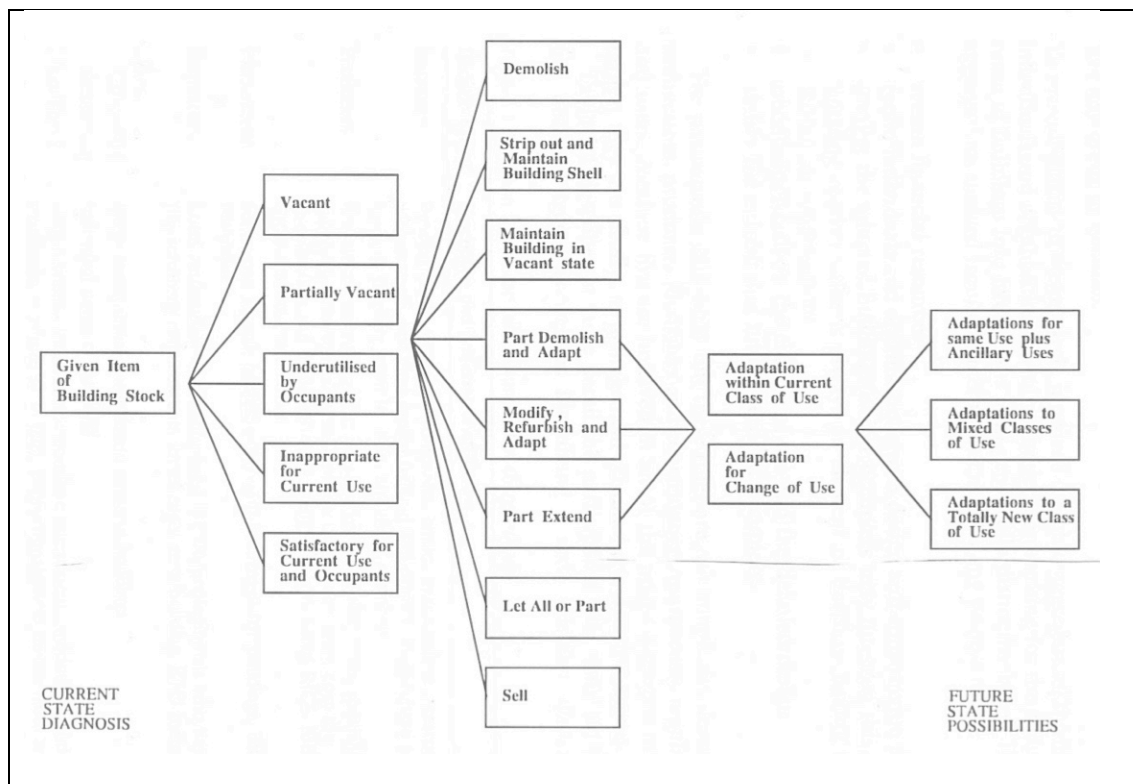 Given Item
of
Building Stock
Vacant
Partially Vacant
Underutilised
by
Occupants
Inappropriate
for
Current Use
Satisfactory for
Current Use
and Occupants
Demolish
Strip out and
Maintain
Building Shell
Maintain
Building in
Vacant state
Part Demolish
and Adapt
Modify,
Refurbish and
Adapt
Part Extend
Let All or Part
Sell
Adaptation
within Current
Class of Use
Adaptation
for
Change of Use
Adaptations for
same Use plus
Ancillary Uses
Adaptations to
Mixed Classes
of Use
Adaptations to a
Totally New Class
of Use
CURRENT
STATE
DIAGNOSIS
FUTURE
STATE
POSSIBILITIES